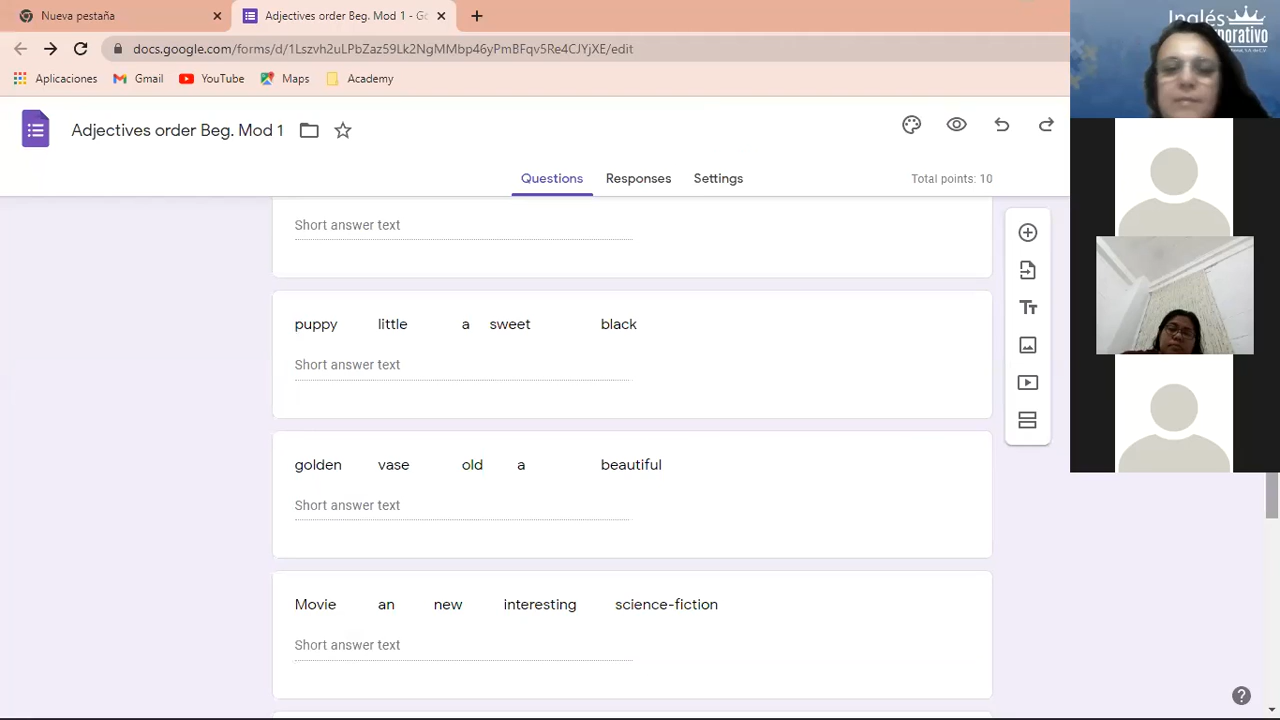 Nueva pestaña
Adjectives order Beg. Mod 1 - Go
docs.google.com/forms/d/1Lszvh2uLPbZaz59Lk2NgMMbp46yPmBFqv5Re4CJYjXE/edit
Aplicaciones Gmail YouTube Maps Academy
Inglés
Adjectives order Beg. Mod 1
Questions Responses Settings Total points: 10
Short answer text
puppy little a sweet black
Short answer text
golden vase old a beautiful
Short answer text
Movie an new interesting science-fiction
Short answer text